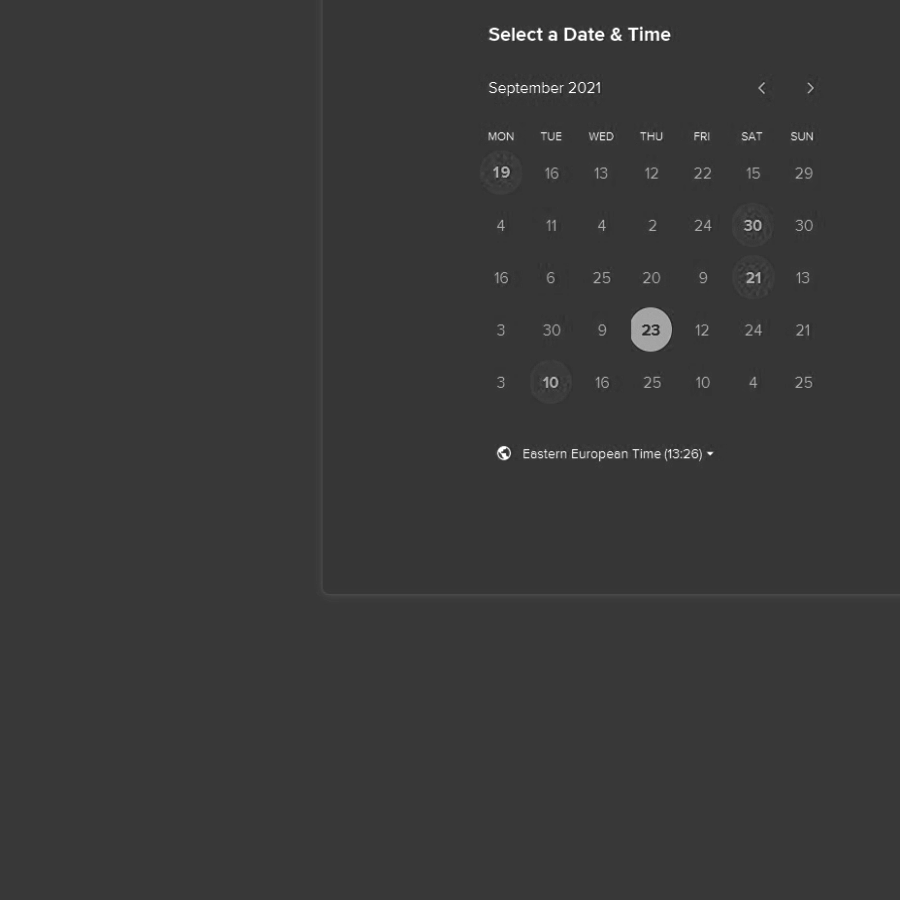 Select a Date & Time
September 2021
MON TUE WED THU FRI SAT SUN
19 16 13 12 22 15 29
4 11 4 2 24 30 30
16 6 25 20 9 21 13
3 30 9 23 12 24 21
3 10 16 25 10 4 25
Eastern European Time (13:26)